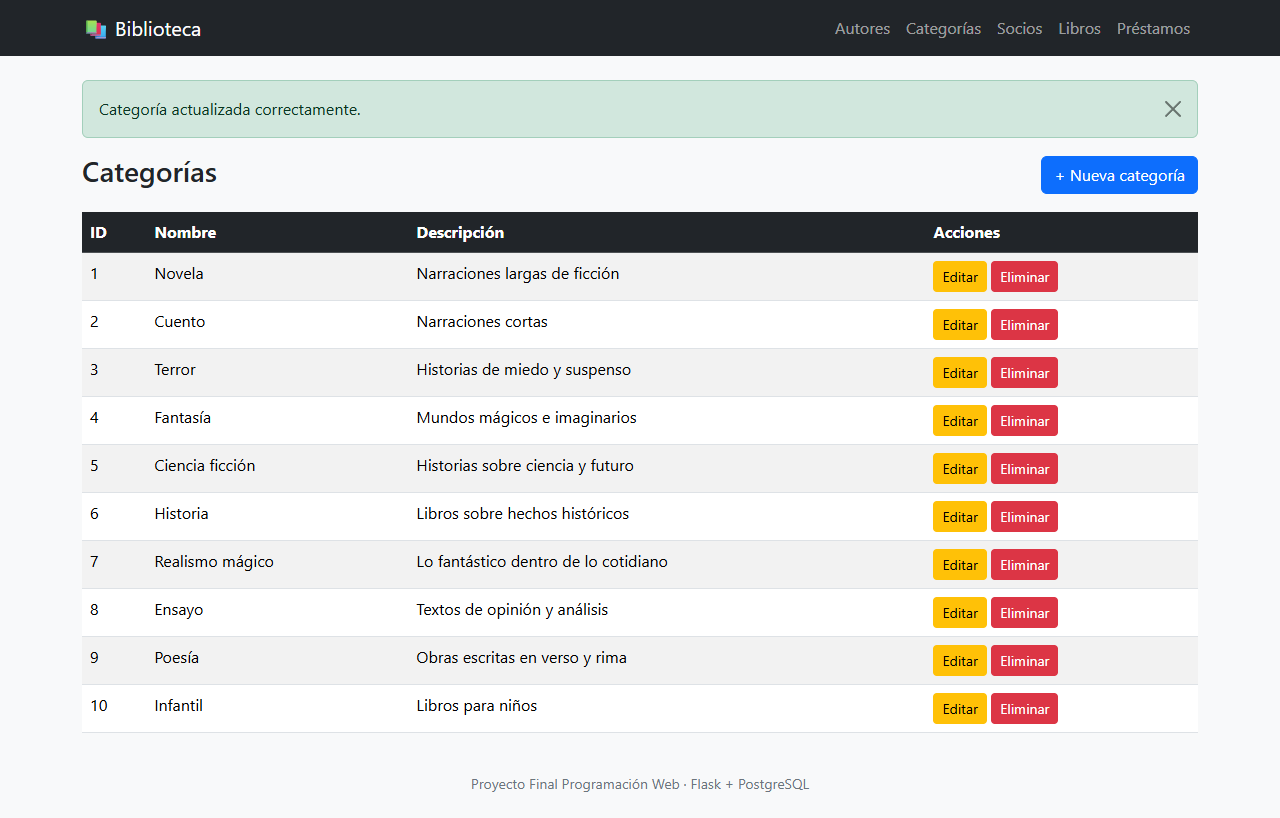 Biblioteca Autores Categorías Socios Libros Préstamos
Categoría actualizada correctamente.
Categorías + Nueva categoría
ID Nombre Descripción Acciones
1 Novela Narraciones largas de ficción Editar Eliminar
2 Cuento Narraciones cortas Editar Eliminar
3 Terror Historias de miedo y suspenso Editar Eliminar
4 Fantasía Mundos mágicos e imaginarios Editar Eliminar
5 Ciencia ficción Historias sobre ciencia y futuro Editar Eliminar
6 Historia Libros sobre hechos históricos Editar Eliminar
7 Realismo mágico Lo fantástico dentro de lo cotidiano Editar Eliminar
8 Ensayo Textos de opinión y análisis Editar Eliminar
9 Poesía Obras escritas en verso y rima Editar Eliminar
10 Infantil Libros para niños Editar Eliminar
Proyecto Final Programación Web · Flask + PostgreSQL